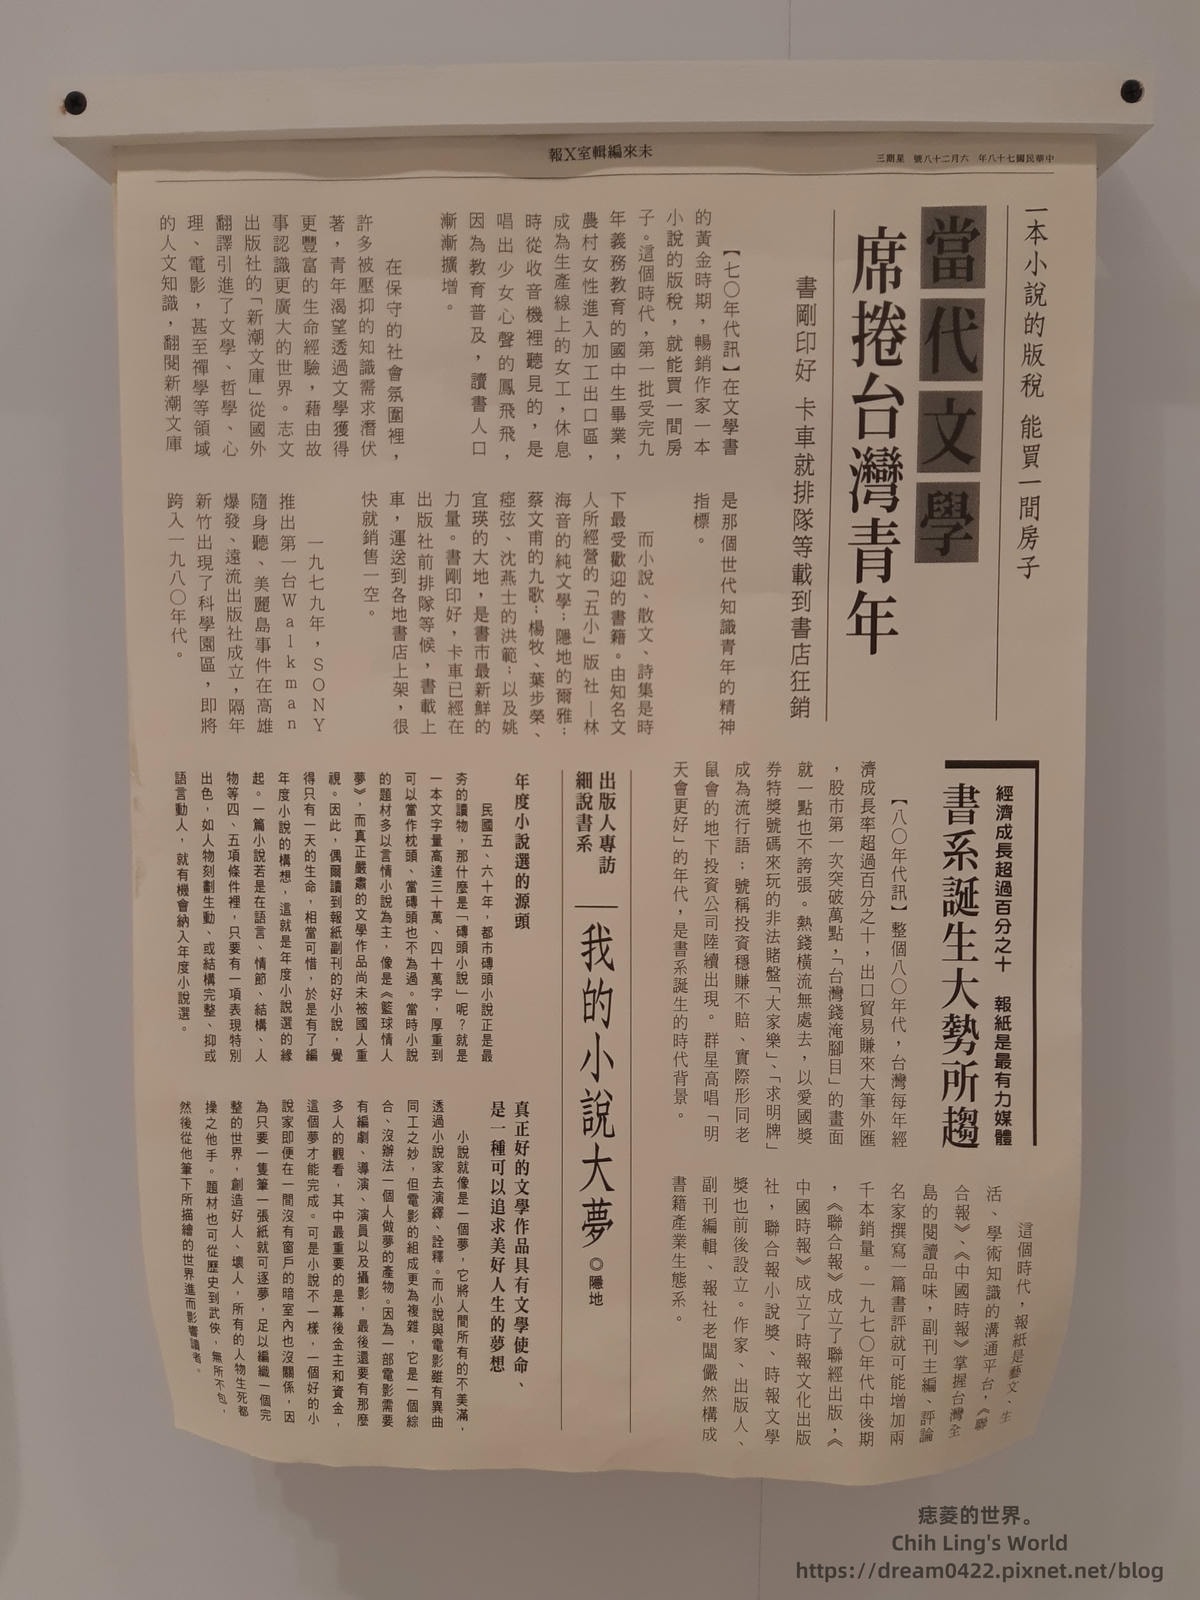 中華民國七十八年 六月二十八號 星期三
未來編輯室X報
一本小說的版稅 能買一間房子
當代文學
席捲台灣青年
書剛印好 卡車就排隊等載到書店狂銷
【七〇年代訊】在文學書
的黃金時期，暢銷作家一本
小說的版稅，就能買一間房
子。這個時代，第一批受完九
年義務教育的國中生畢業，
農村女性進入加工出口區，
成為生產線上的女工，休息
時從收音機裡聽見的，是
唱出少女心聲的鳳飛飛，
因為教育普及，讀書人口
漸漸擴增。
在保守的社會氛圍裡，
許多被壓抑的知識需求潛伏
著，青年渴望透過文學獲得
更豐富的生命經驗，藉由故
事認識更廣大的世界。志文
出版社的「新潮文庫」從國外
翻譯引進了文學、哲學、心
理、電影，甚至禪學等領域
的人文知識，翻閱新潮文庫
是那個世代知識青年的精神
指標。
而小說、散文、詩集是時
下最受歡迎的書籍。由知名文
人所經營的「五小」版社—林
海音的純文學；隱地的爾雅；
蔡文甫的九歌；楊牧、葉步榮、
瘂弦、沈燕士的洪範；以及姚
宜瑛的大地，是書市最新鮮的
力量。書剛印好，卡車已經在
出版社前排隊等候，書載上
車，運送到各地書店上架，很
快就銷售一空。
一九七九年，SONY
推出第一台Walkman
隨身聽、美麗島事件在高雄
爆發、遠流出版社成立，隔年
新竹出現了科學園區，即將
跨入一九八〇年代。
經濟成長超過百分之十 報紙是最有力媒體
書系誕生大勢所趨
【八〇年代訊】整個八〇年代，台灣每年經
濟成長率超過百分之十，出口貿易賺來大筆外匯
，股市第一次突破萬點，「台灣錢淹腳目」的畫面
就一點也不誇張。熱錢橫流無處去，以愛國獎
券特獎號碼來玩的非法賭盤「大家樂」、「求明牌」
成為流行語；號稱投資穩賺不賠、實際形同老
鼠會的地下投資公司陸續出現。群星高唱「明
天會更好」的年代，是書系誕生的時代背景。
這個時代，報紙是藝文、生
活、學術知識的溝通平台，《聯
合報》、《中國時報》掌握台灣全
島的閱讀品味，副刊主編、評論
名家撰寫一篇書評就可能增加兩
千本銷量。一九七〇年代中後期
，《聯合報》成立了聯經出版，《
中國時報》成立了時報文化出版
社，聯合報小說獎、時報文學
獎也前後設立。作家、出版人、
副刊編輯、報社老闆儼然構成
書籍產業生態系。
出版人專訪
細說書系
—我的小說大夢◎隱地
年度小說選的源頭
民國五、六十年，都市磚頭小說正是最
夯的讀物，那什麼是「磚頭小說」呢？就是
一本文字量高達三十萬、四十萬字，厚重到
可以當作枕頭、當磚頭也不為過。當時小說
的題材多以言情小說為主，像是《籃球情人
夢》，而真正嚴肅的文學作品尚未被國人重
視。因此，偶爾讀到報紙副刊的好小說，覺
得只有一天的生命，相當可惜，於是有了編
年度小說的構想，這就是年度小說選的緣
起。一篇小說若是在語言、情節、結構、人
物等四、五項條件裡，只要有一項表現特別
出色，如人物刻劃生動、或結構完整、抑或
語言動人，就有機會納入年度小說選。
真正好的文學作品具有文學使命、
是一種可以追求美好人生的夢想
小說就像是一個夢，它將人間所有的不美滿，
透過小說家去演繹、詮釋。而小說與電影雖有異曲
同工之妙，但電影的組成更為複雜，它是一個綜
合、沒辦法一個人做夢的產物。因為一部電影需要
有編劇、導演、演員以及攝影，最後還要有那麼
多人的觀看，其中最重要的是幕後金主和資金，
這個夢才能完成。可是小說不一樣，一個好的小
說家即便在一間沒有窗戶的暗室內也沒關係，因
為只要一隻筆一張紙就可逐夢，足以編織一個完
整的世界，創造好人、壞人，所有的人物生死都
操之他手。題材也可從歷史到武俠，無所不包，
然後從他筆下所描繪的世界進而影響讀者。
痣菱的世界。
Chih Ling's World
https://dream0422.pixnet.net/blog